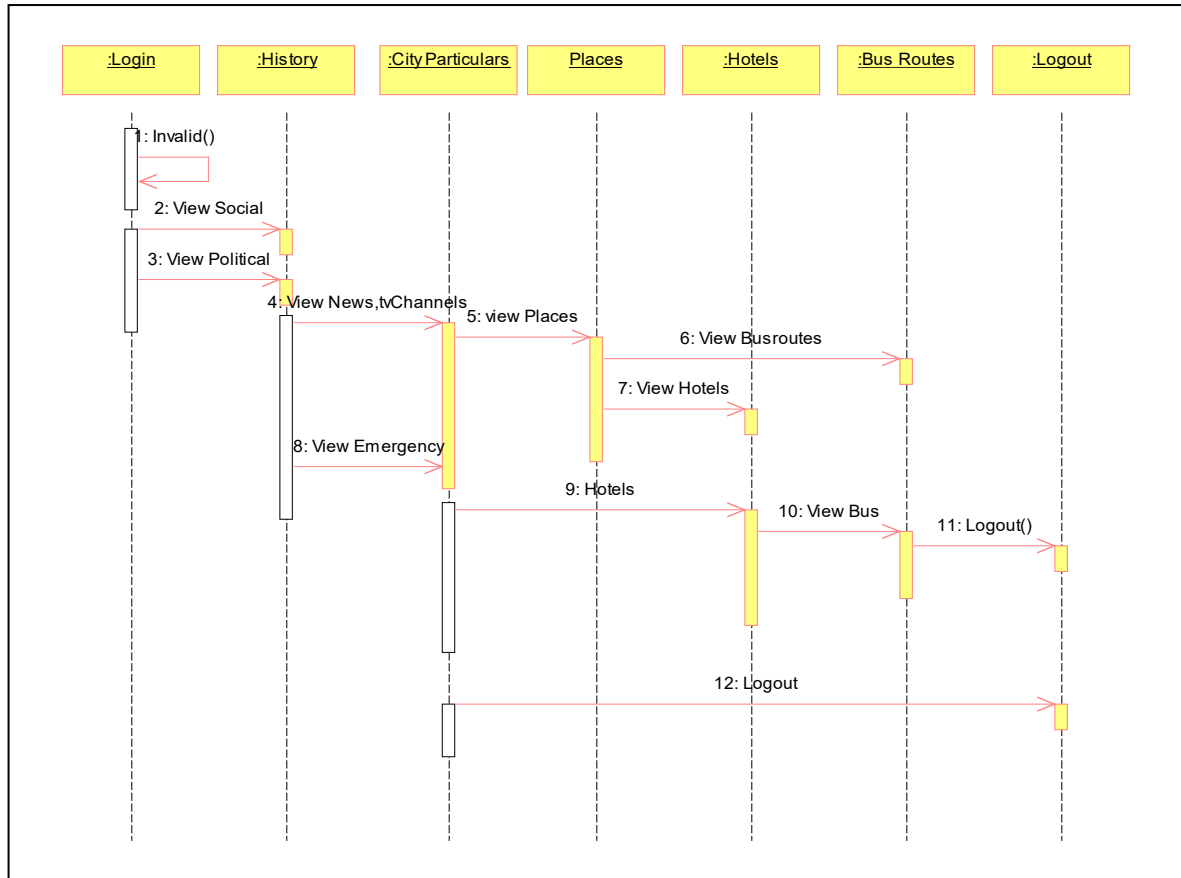 :Login
:History
:CityParticulars
Places
:Hotels
:Bus Routes
:Logout
1: Invalid()
2: View Social
3: View Political
4: View News,tvChannels
5: view Places
6: View Busroutes
7: View Hotels
8: View Emergency
9: Hotels
10: View Bus
11: Logout()
12: Logout